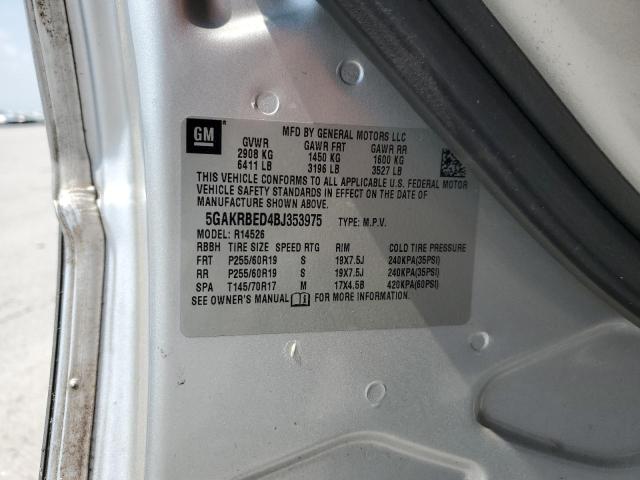 GM
MFD BY GENERAL MOTORS LLC
GVWR GAWR FRT GAWR RR
2908 KG 1450 KG 1600 KG
6411 LB 3196 LB 3527 LB
THIS VEHICLE CONFORMS TO ALL APPLICABLE U.S. FEDERAL MOTOR
VEHICLE SAFETY STANDARDS IN EFFECT ON THE DATE OF
MANUFACTURE SHOWN ABOVE.
5GAKRBED4BJ353975 TYPE: M.P.V.
MODEL: R14526
RBBH TIRE SIZE SPEED RTG RIM COLD TIRE PRESSURE
FRT P255/60R19 S 19X7.5J 240KPA(35PSI)
RR P255/60R19 S 19X7.5J 240KPA(35PSI)
SPA T145/70R17 M 17X4.5B 420KPA(60PSI)
SEE OWNER'S MANUAL FOR MORE INFORMATION.